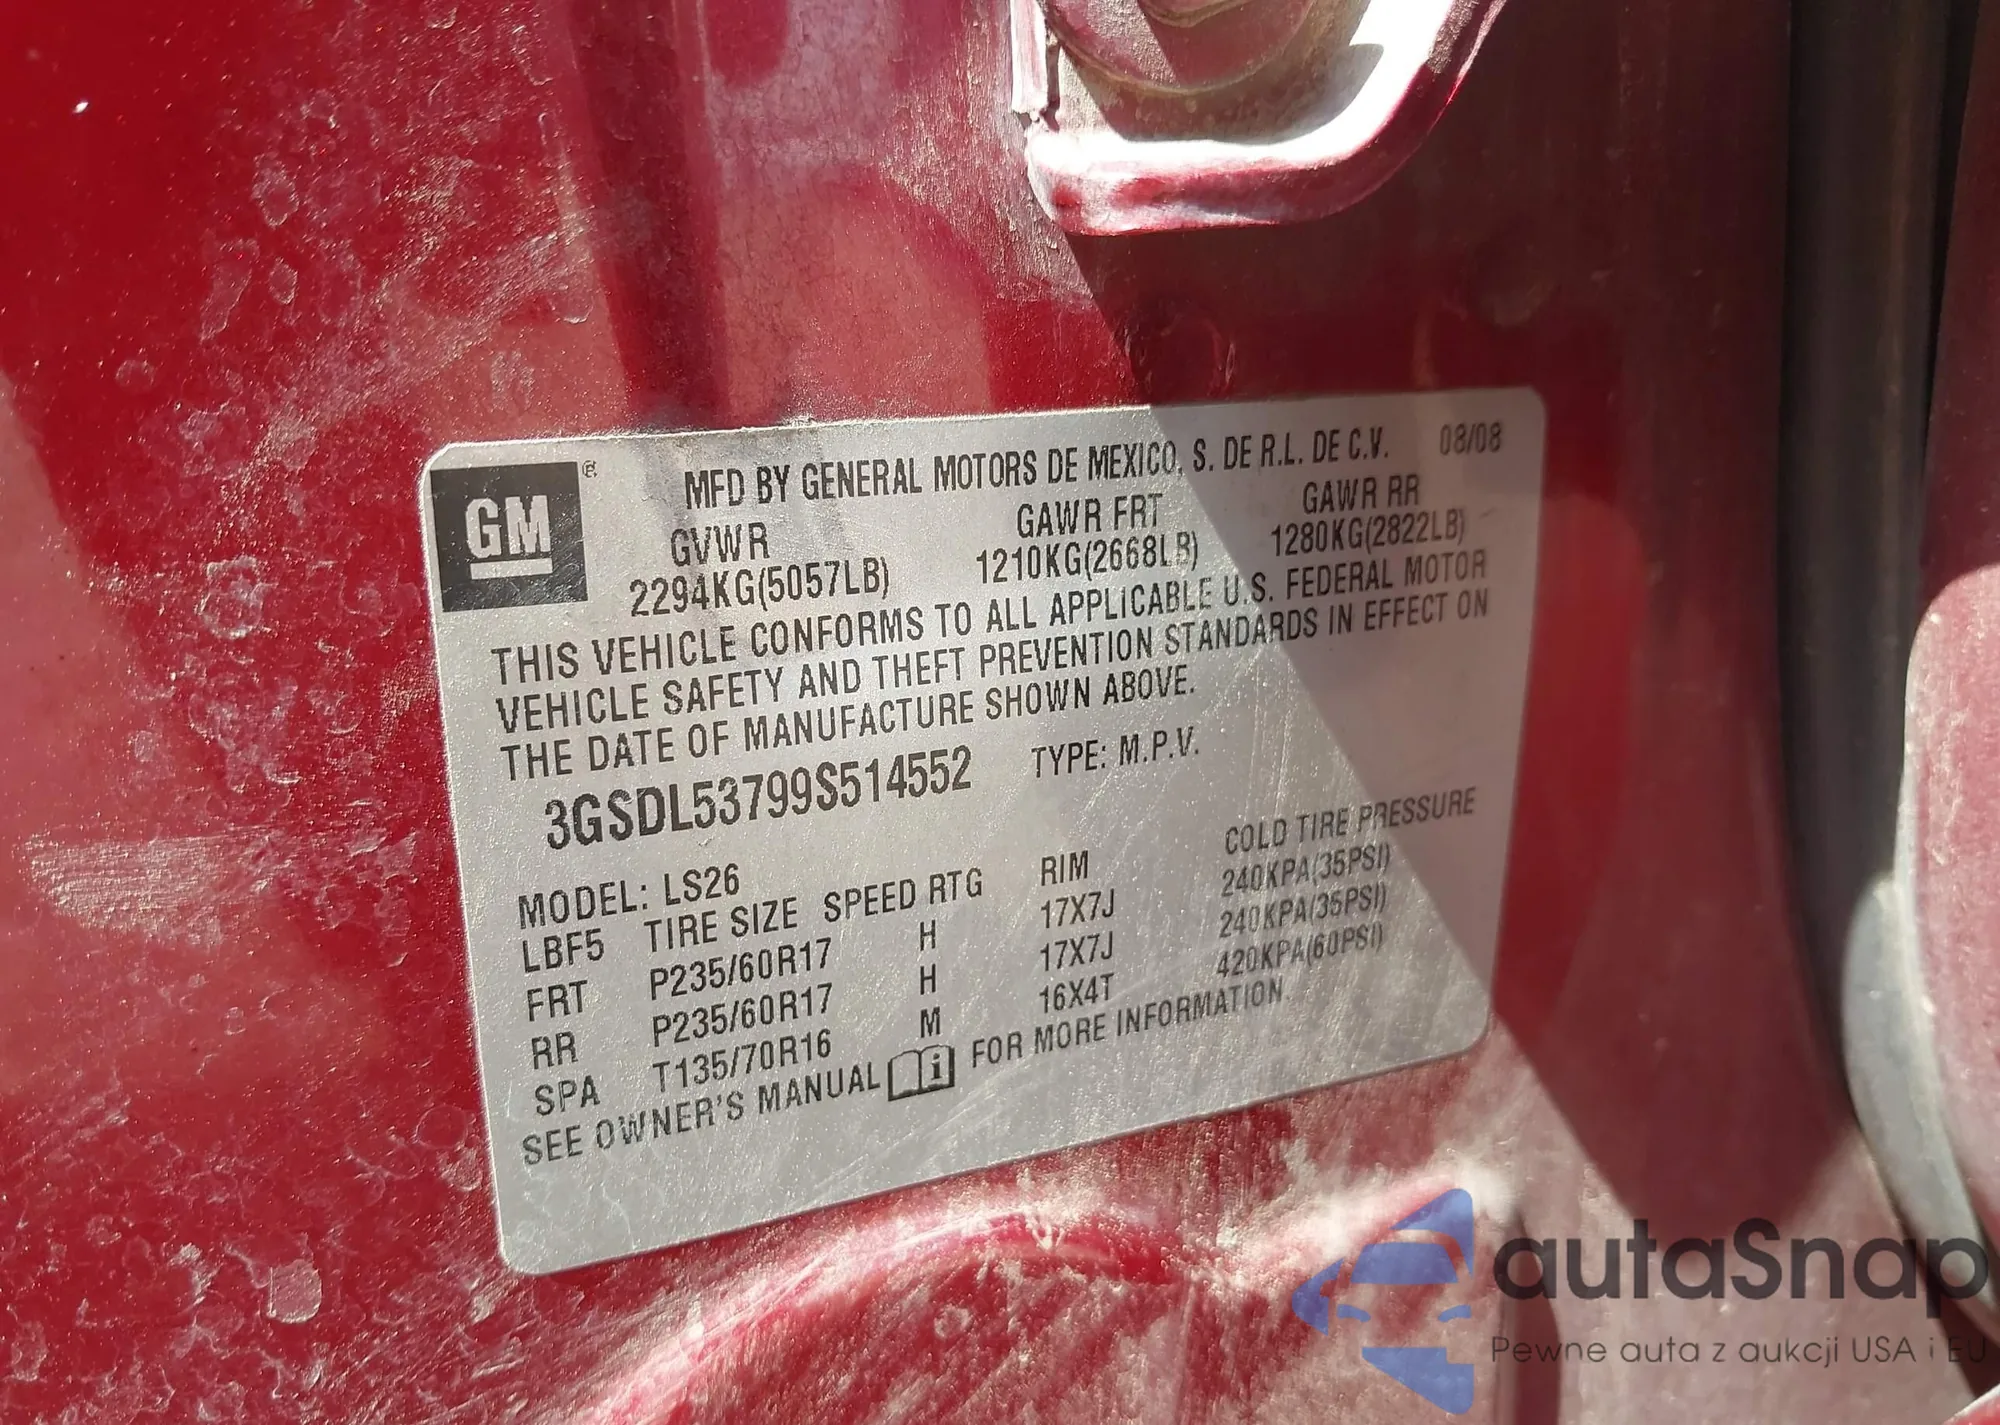 GM ®
MFD BY GENERAL MOTORS DE MEXICO, S. DE R.L. DE C.V. 08/08
GVWR GAWR FRT GAWR RR
2294KG(5057LB) 1210KG(2668LB) 1280KG(2822LB)
THIS VEHICLE CONFORMS TO ALL APPLICABLE U.S. FEDERAL MOTOR
VEHICLE SAFETY AND THEFT PREVENTION STANDARDS IN EFFECT ON
THE DATE OF MANUFACTURE SHOWN ABOVE.
3GSDL53799S514552 TYPE: M.P.V.
MODEL: LS26
LBF5 TIRE SIZE SPEED RTG RIM COLD TIRE PRESSURE
FRT P235/60R17 H 17X7J 240KPA(35PSI)
RR P235/60R17 H 17X7J 240KPA(35PSI)
SPA T135/70R16 M 16X4T 420KPA(60PSI)
SEE OWNER'S MANUAL i FOR MORE INFORMATION.
autaSnap
Pewne auta z aukcji USA i EU